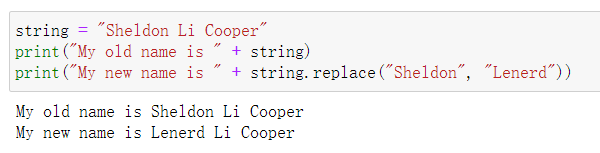 string = "Sheldon Li Cooper"
print("My old name is " + string)
print("My new name is " + string.replace("Sheldon", "Lenerd"))
My old name is Sheldon Li Cooper
My new name is Lenerd Li Cooper